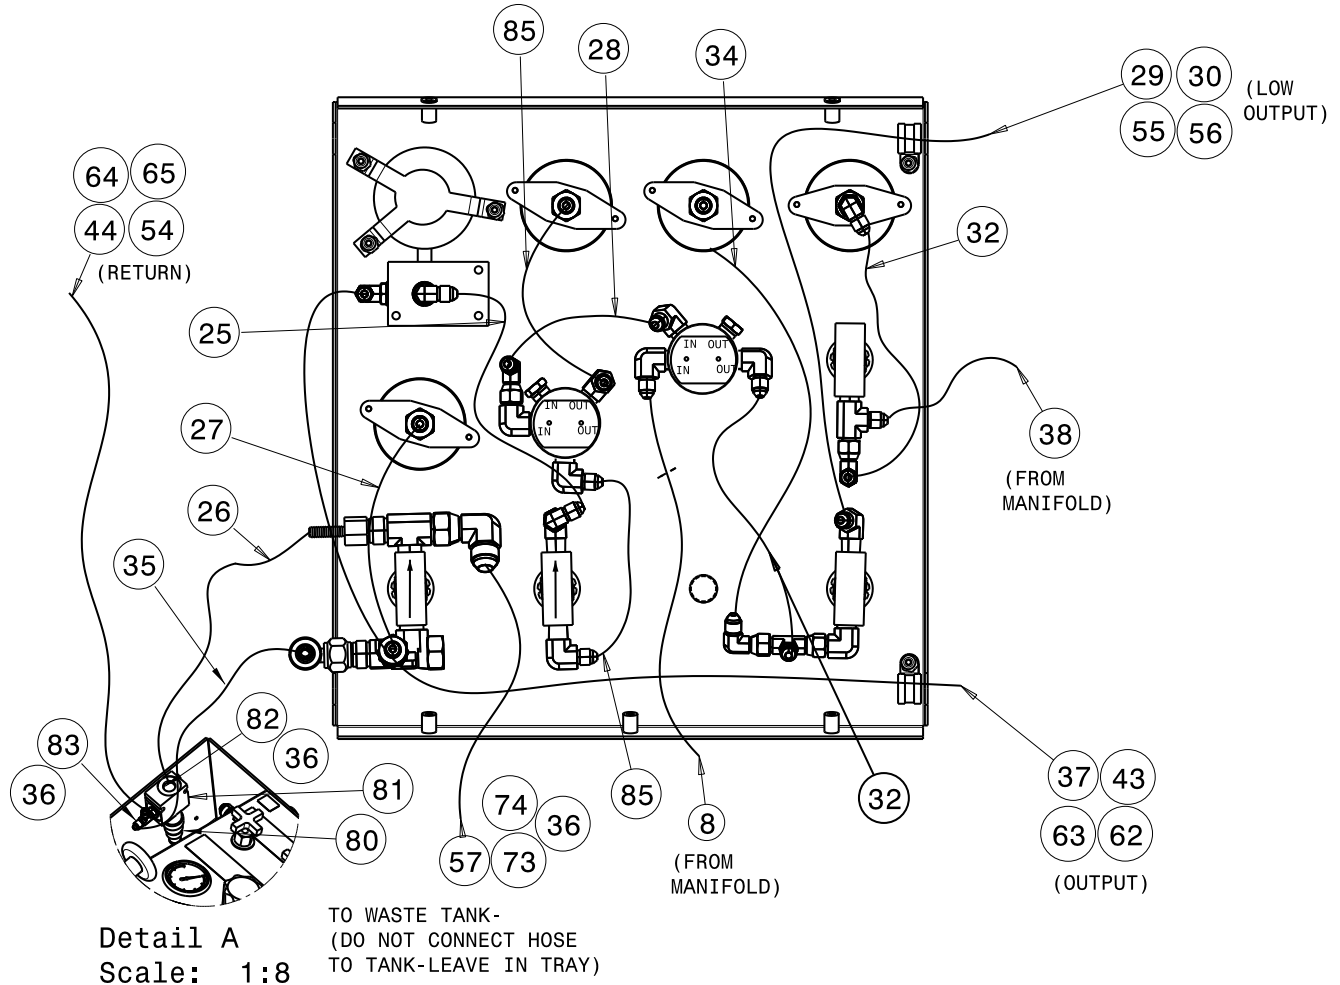 85
28
34
29 30
(LOW
OUTPUT)
55 56
64 65
44 54
(RETURN)
32
25
IN OUT
IN OUT
IN OUT
IN OUT
27
38
(FROM
MANIFOLD)
26
35
82
36
83
36
81
80
74
36
57 73
85
8
(FROM
MANIFOLD)
32
37 43
63 62
(OUTPUT)
TO WASTE TANK-
(DO NOT CONNECT HOSE
TO TANK-LEAVE IN TRAY)
Detail A
Scale: 1:8